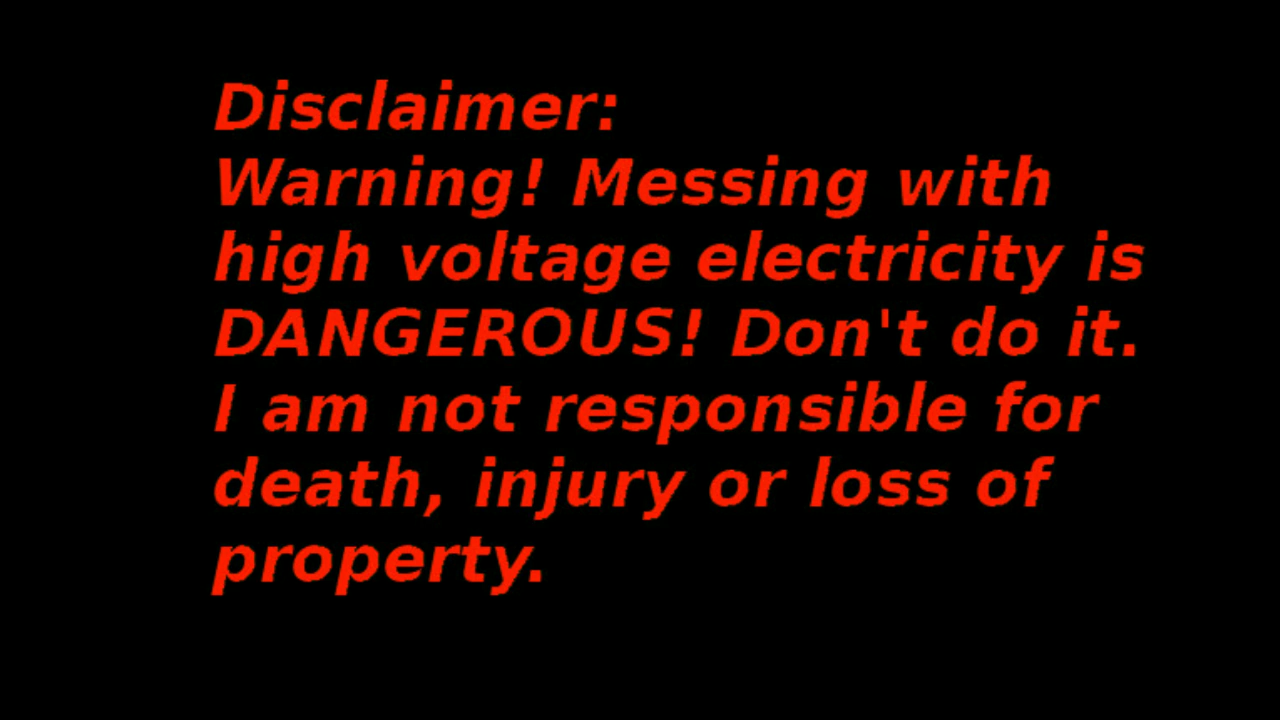 Disclaimer:
Warning! Messing with
high voltage electricity is
DANGEROUS! Don't do it.
I am not responsible for
death, injury or loss of
property.